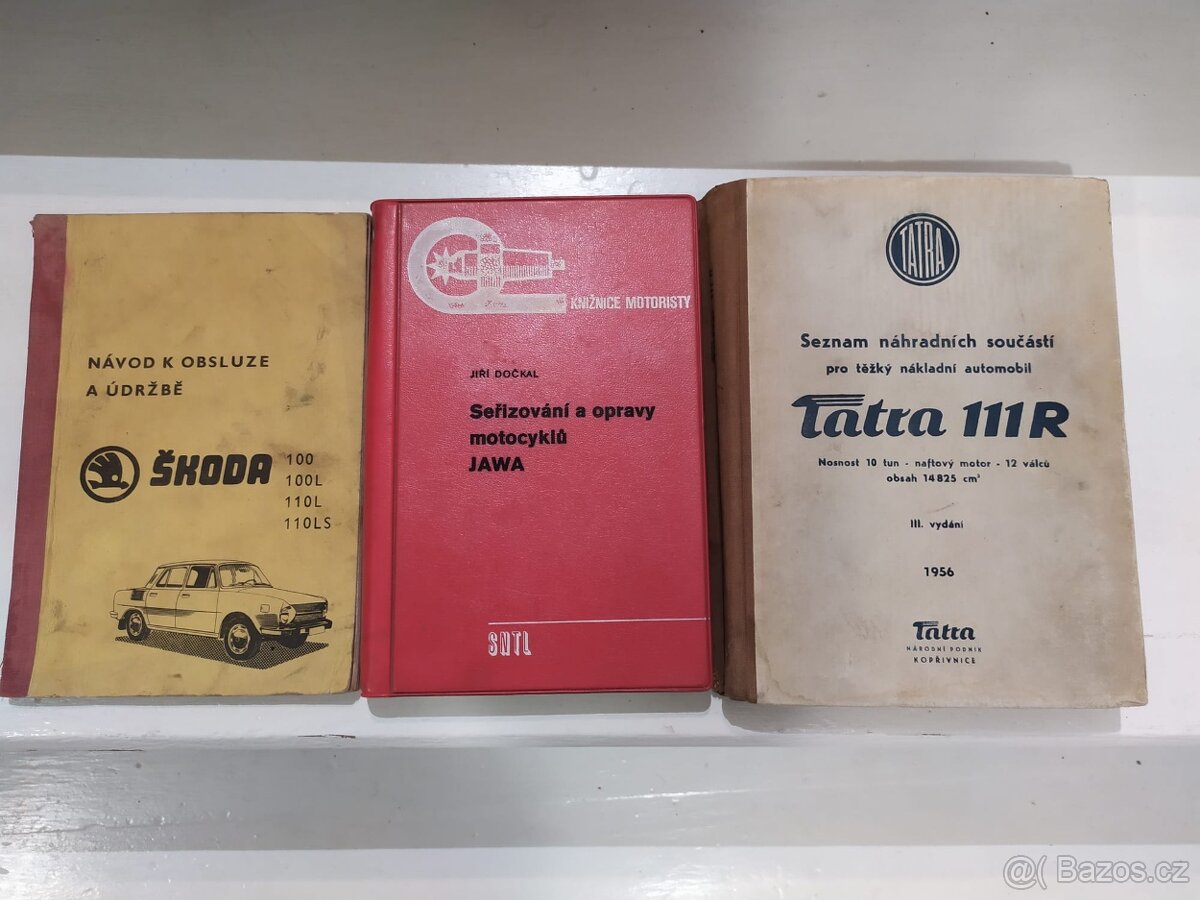 NÁVOD K OBSLUZE
A ÚDRŽBĚ
ŠKODA
100
100L
110L
110LS
KNIŽNICE MOTORISTY
JIŘÍ DOČKAL
Seřizování a opravy
motocyklů
JAWA
SNTL
TATRA
Seznam náhradních součástí
pro těžký nákladní automobil
Tatra 111R
Nosnost 10 tun - naftový motor - 12 válců
obsah 14825 cm³
III. vydání
1956
Tatra
NÁRODNÍ PODNIK
KOPŘIVNICE
@( Bazos.cz